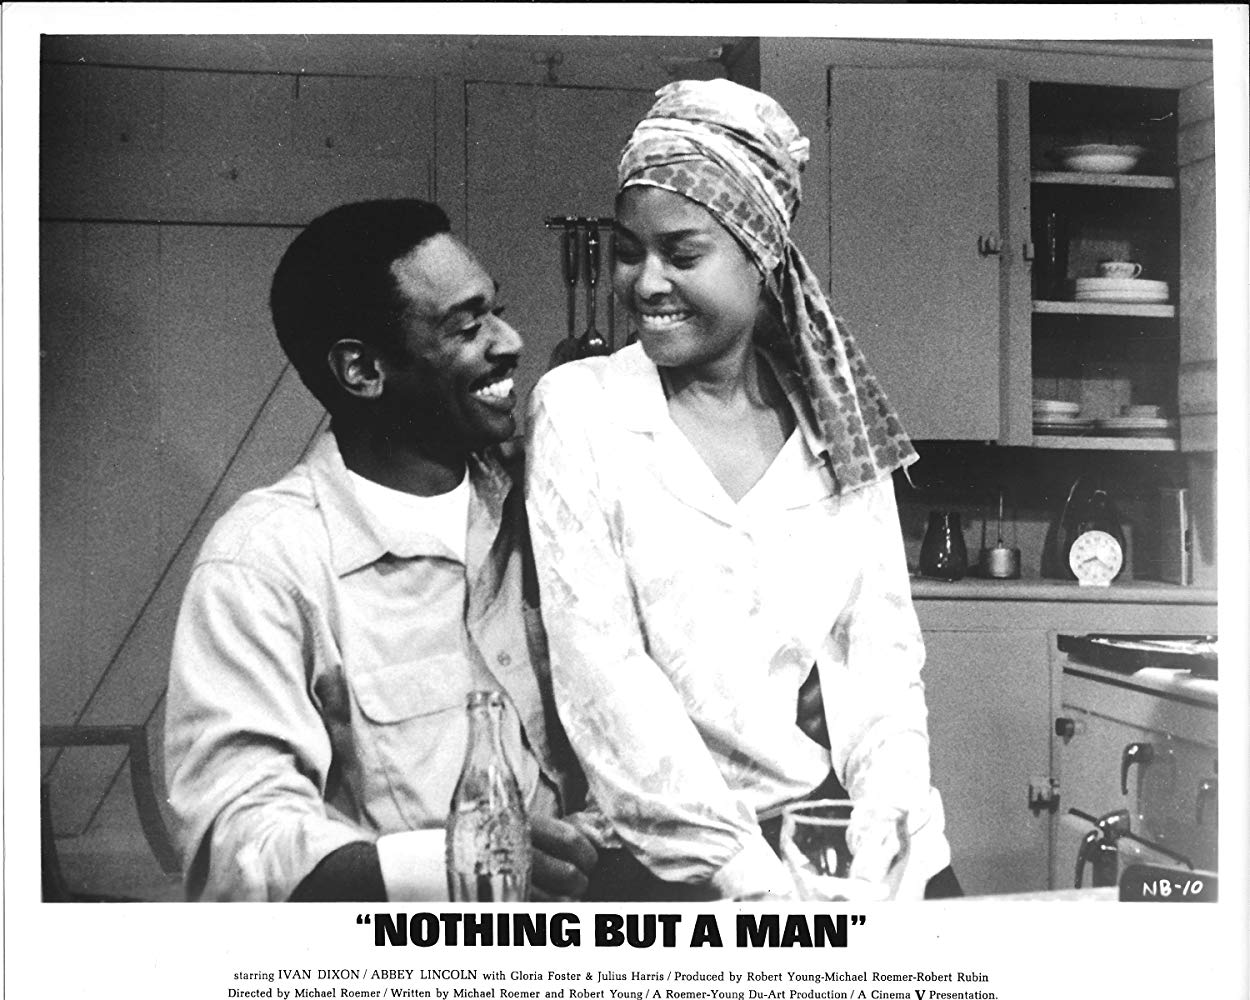 NB-10
“NOTHING BUT A MAN”
starring IVAN DIXON / ABBEY LINCOLN with Gloria Foster & Julius Harris / Produced by Robert Young-Michael Roemer-Robert Rubin
Directed by Michael Roemer / Written by Michael Roemer and Robert Young / A Roemer-Young Du-Art Production / A Cinema V Presentation.